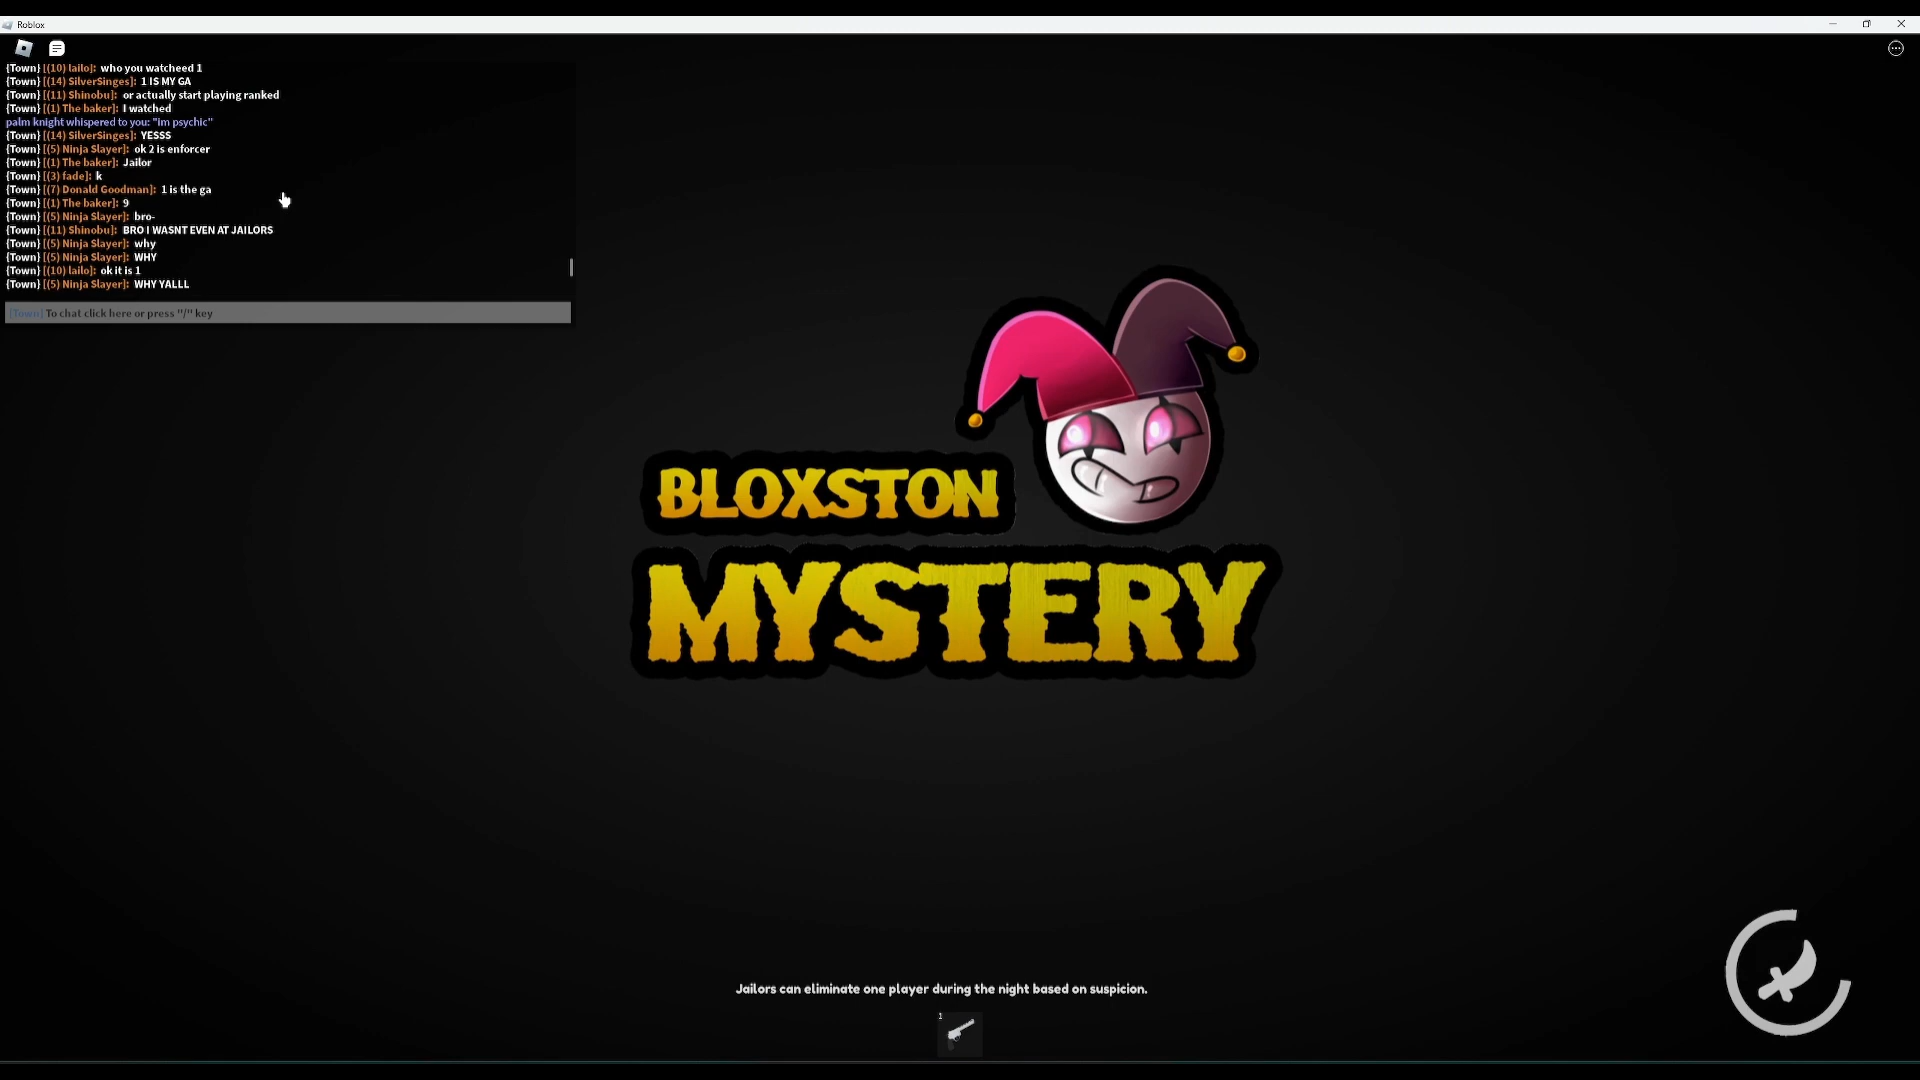 Roblox
{Town} [(10) lailo]: who you watcheed 1
{Town} [(14) SilverSinges]: 1 IS MY GA
{Town} [(11) Shinobu]: or actually start playing ranked
{Town} [(1) The baker]: I watched
palm knight whispered to you: "im psychic"
{Town} [(14) SilverSinges]: YESSS
{Town} [(5) Ninja Slayer]: ok 2 is enforcer
{Town} [(1) The baker]: Jailor
{Town} [(3) fade]: k
{Town} [(7) Donald Goodman]: 1 is the ga
{Town} [(1) The baker]: 9
{Town} [(5) Ninja Slayer]: bro-
{Town} [(11) Shinobu]: BRO I WASNT EVEN AT JAILORS
{Town} [(5) Ninja Slayer]: why
{Town} [(5) Ninja Slayer]: WHY
{Town} [(10) lailo]: ok it is 1
{Town} [(5) Ninja Slayer]: WHY YALLL
[Town] To chat click here or press "/" key
BLOXSTON
MYSTERY
Jailors can eliminate one player during the night based on suspicion.
1